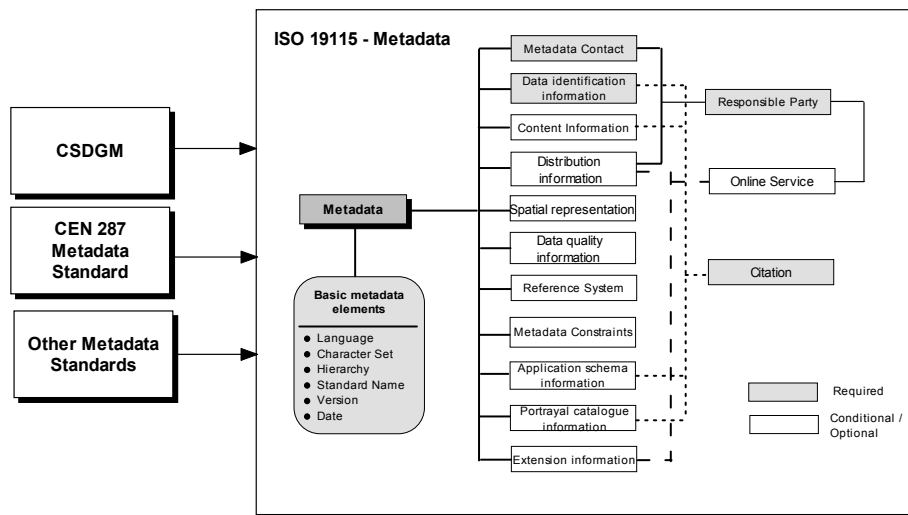 ISO 19115 - Metadata
CSDGM
CEN 287
Metadata
Standard
Other Metadata
Standards
Metadata
Basic metadata
elements
● Language
● Character Set
● Hierarchy
● Standard Name
● Version
● Date
Metadata Contact
Data identification
information
Content Information
Distribution
information
Spatial representation
Data quality
information
Reference System
Metadata Constraints
Application schema
information
Portrayal catalogue
information
Extension information
Responsible Party
Online Service
Citation
Required
Conditional /
Optional